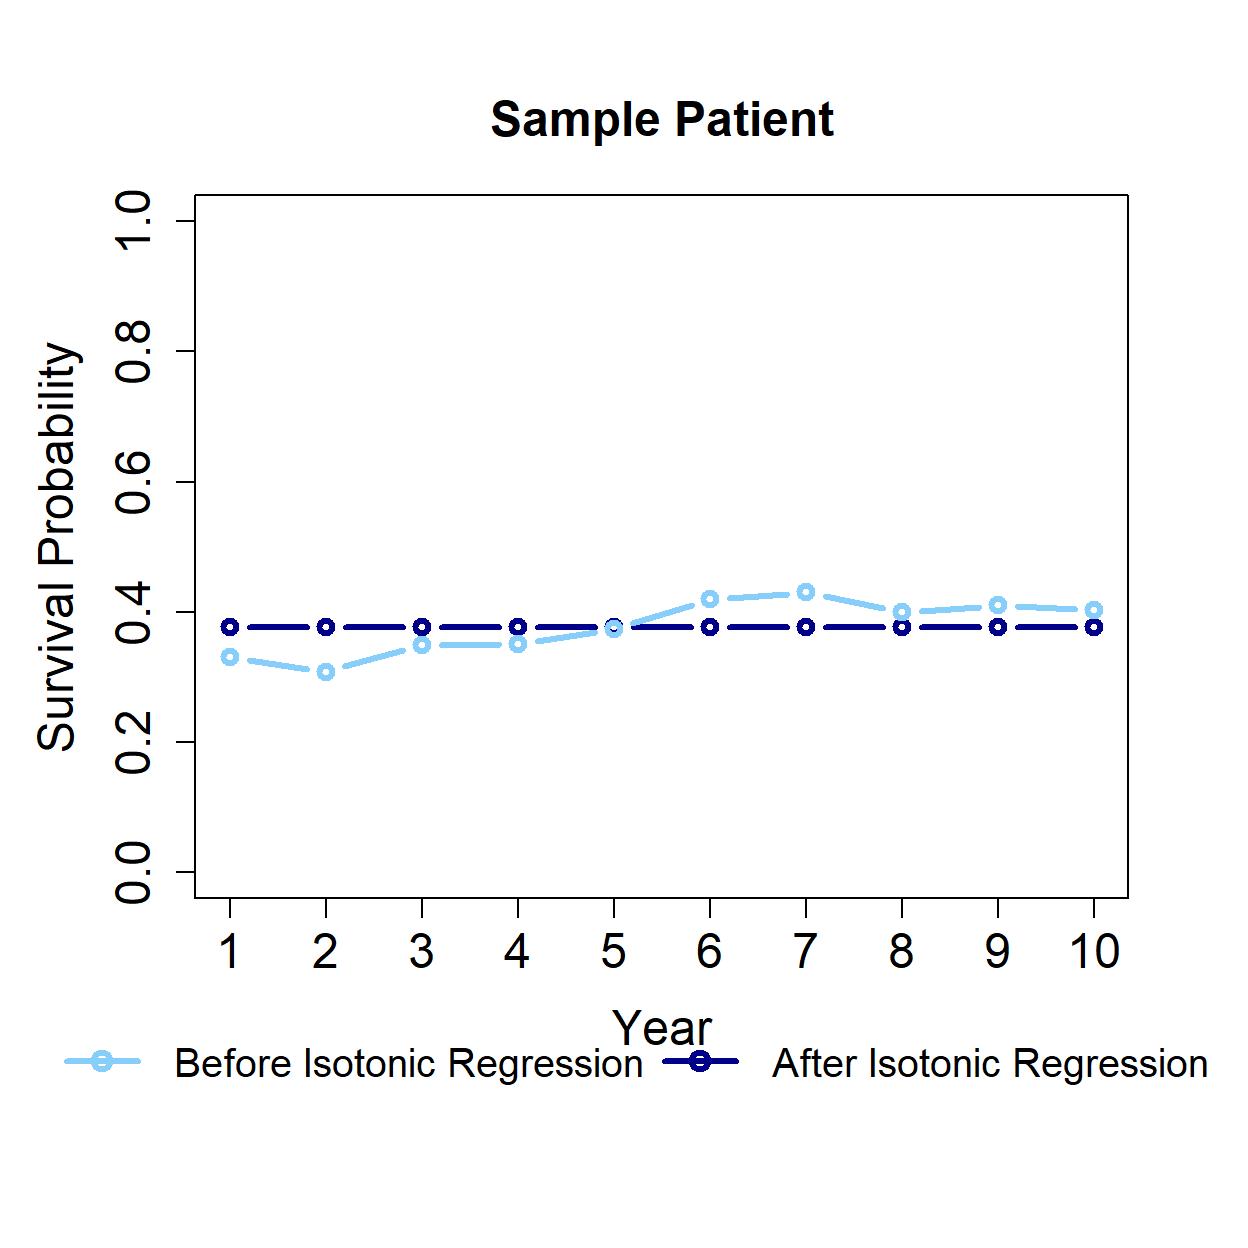 Sample Patient
Survival Probability
1.0
0.8
0.6
0.4
0.2
0.0
1 2 3 4 5 6 7 8 9 10
Year
Before Isotonic Regression After Isotonic Regression